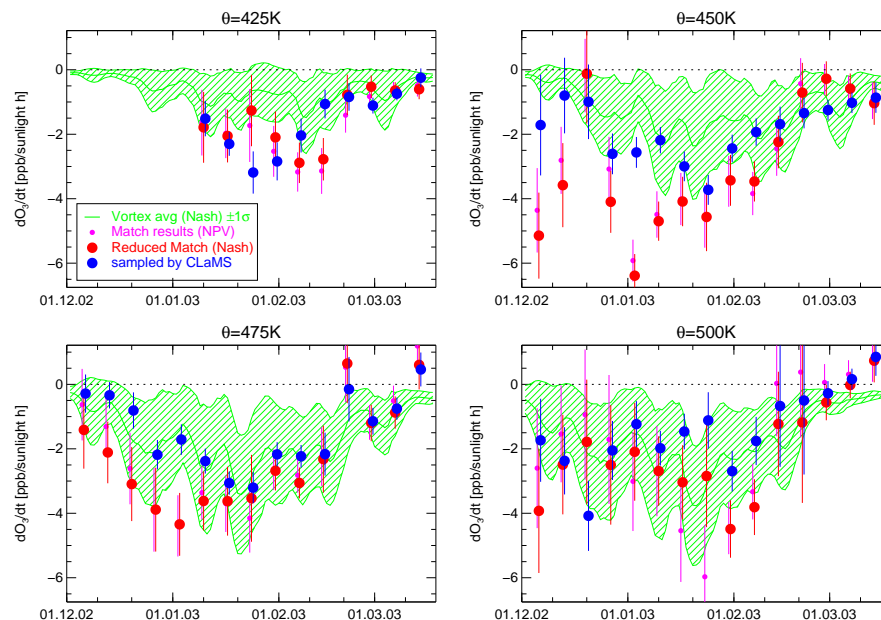 θ=425K
θ=450K
dO₃/dt [ppb/sunlight h]
0
−2
−4
−6
Vortex avg (Nash) ±1σ
Match results (NPV)
Reduced Match (Nash)
sampled by CLaMS
01.12.02 01.01.03 01.02.03 01.03.03
dO₃/dt [ppb/sunlight h]
0
−2
−4
−6
01.12.02 01.01.03 01.02.03 01.03.03
θ=475K
θ=500K
dO₃/dt [ppb/sunlight h]
0
−2
−4
−6
01.12.02 01.01.03 01.02.03 01.03.03
dO₃/dt [ppb/sunlight h]
0
−2
−4
−6
01.12.02 01.01.03 01.02.03 01.03.03